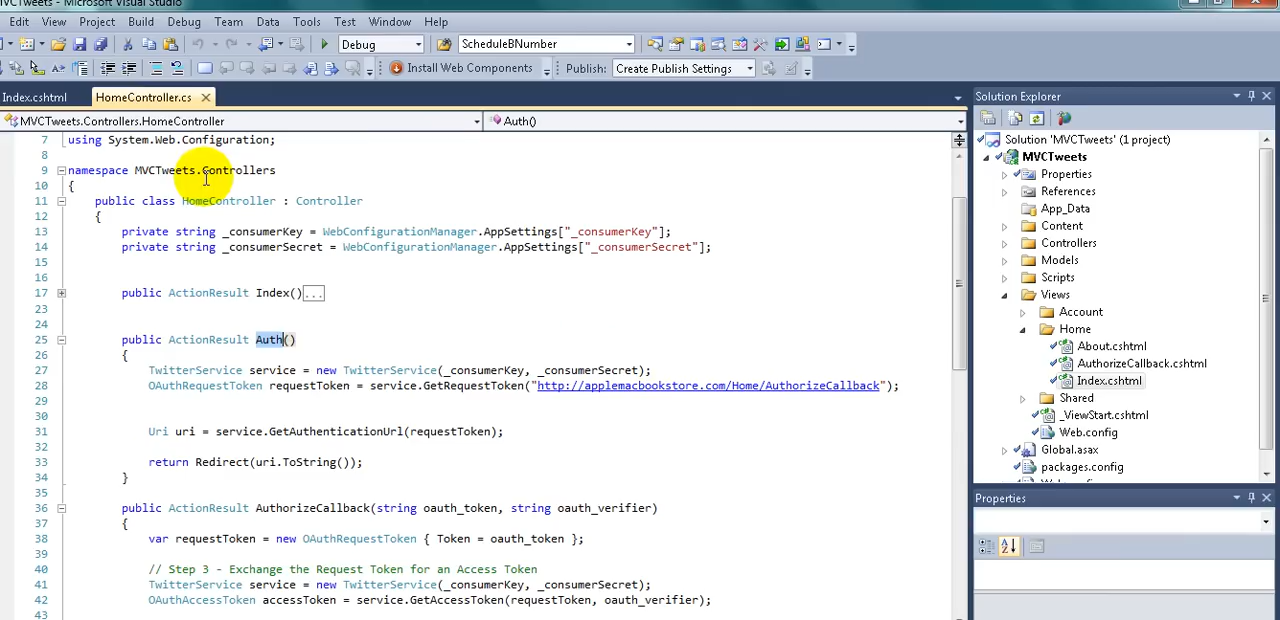 MVCTweets - Microsoft Visual Studio
Edit View Project Build Debug Team Data Tools Test Window Help
Debug ScheduleBNumber
Install Web Components Publish: Create Publish Settings
Index.cshtml HomeController.cs
MVCTweets.Controllers.HomeController Auth()
7 using System.Web.Configuration;
8
9 namespace MVCTweets.Controllers
10 {
11 public class HomeController : Controller
12 {
13 private string _consumerKey = WebConfigurationManager.AppSettings["_consumerKey"];
14 private string _consumerSecret = WebConfigurationManager.AppSettings["_consumerSecret"];
15
16
17 public ActionResult Index()...
23
24
25 public ActionResult Auth()
26 {
27 TwitterService service = new TwitterService(_consumerKey, _consumerSecret);
28 OAuthRequestToken requestToken = service.GetRequestToken("http://applemacbookstore.com/Home/AuthorizeCallback");
29
30
31 Uri uri = service.GetAuthenticationUrl(requestToken);
32
33 return Redirect(uri.ToString());
34 }
35
36 public ActionResult AuthorizeCallback(string oauth_token, string oauth_verifier)
37 {
38 var requestToken = new OAuthRequestToken { Token = oauth_token };
39
40 // Step 3 - Exchange the Request Token for an Access Token
41 TwitterService service = new TwitterService(_consumerKey, _consumerSecret);
42 OAuthAccessToken accessToken = service.GetAccessToken(requestToken, oauth_verifier);
43
Solution Explorer
Solution 'MVCTweets' (1 project)
MVCTweets
Properties
References
App_Data
Content
Controllers
Models
Scripts
Views
Account
Home
About.cshtml
AuthorizeCallback.cshtml
Index.cshtml
Shared
_ViewStart.cshtml
Web.config
Global.asax
packages.config
Properties